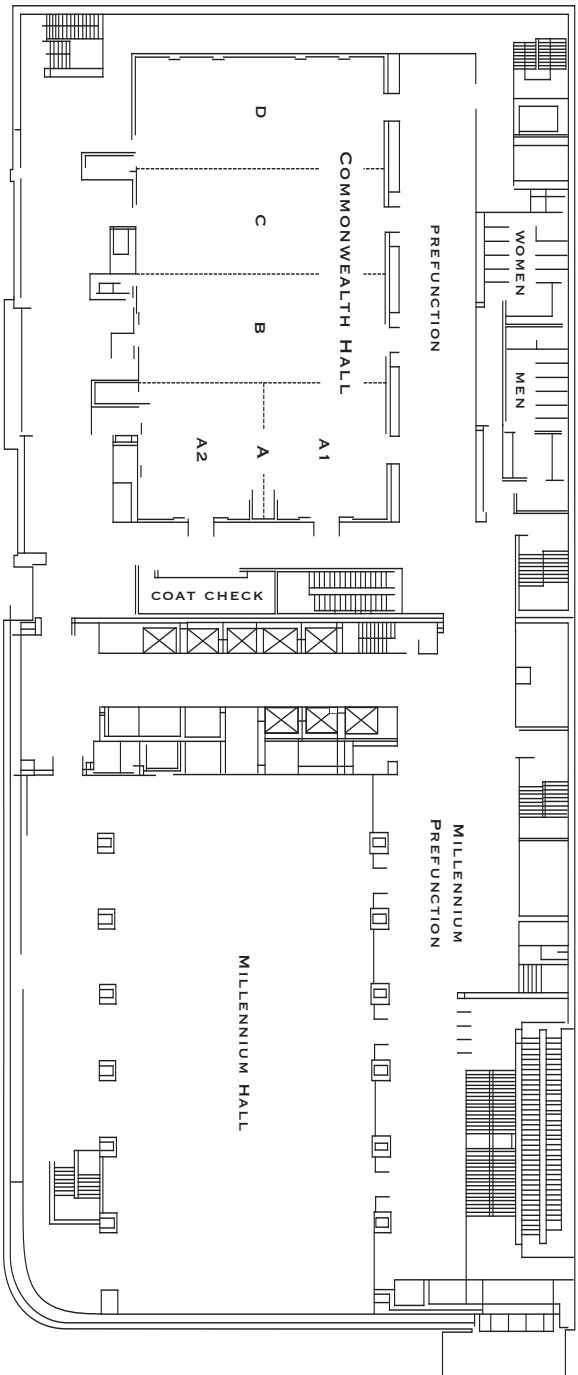 WOMEN
MEN
PREFUNCTION
COMMONWEALTH HALL
D
C
B
A
A1
A2
COAT CHECK
MILLENNIUM
PREFUNCTION
MILLENNIUM HALL